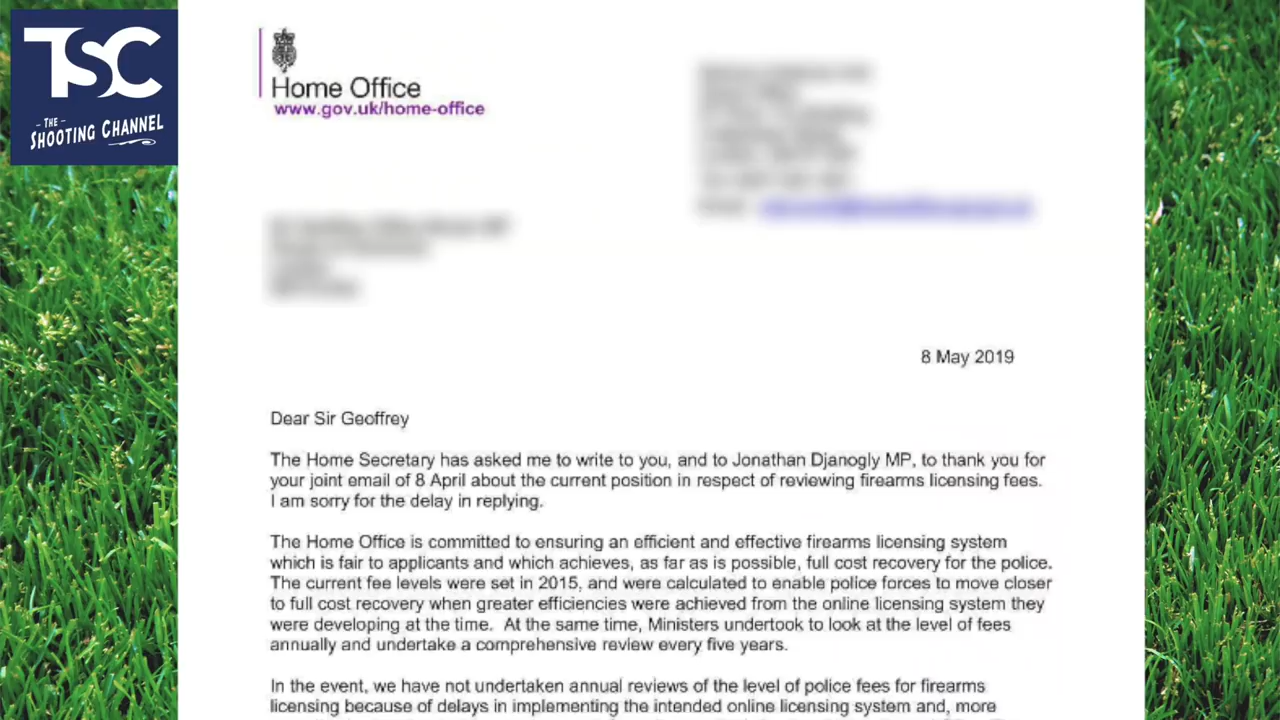 TSC
- THE -
SHOOTING CHANNEL
Home Office
www.gov.uk/home-office
8 May 2019
Dear Sir Geoffrey
The Home Secretary has asked me to write to you, and to Jonathan Djanogly MP, to thank you for
your joint email of 8 April about the current position in respect of reviewing firearms licensing fees.
I am sorry for the delay in replying.
The Home Office is committed to ensuring an efficient and effective firearms licensing system
which is fair to applicants and which achieves, as far as is possible, full cost recovery for the police.
The current fee levels were set in 2015, and were calculated to enable police forces to move closer
to full cost recovery when greater efficiencies were achieved from the online licensing system they
were developing at the time. At the same time, Ministers undertook to look at the level of fees
annually and undertake a comprehensive review every five years.
In the event, we have not undertaken annual reviews of the level of police fees for firearms
licensing because of delays in implementing the intended online licensing system and, more